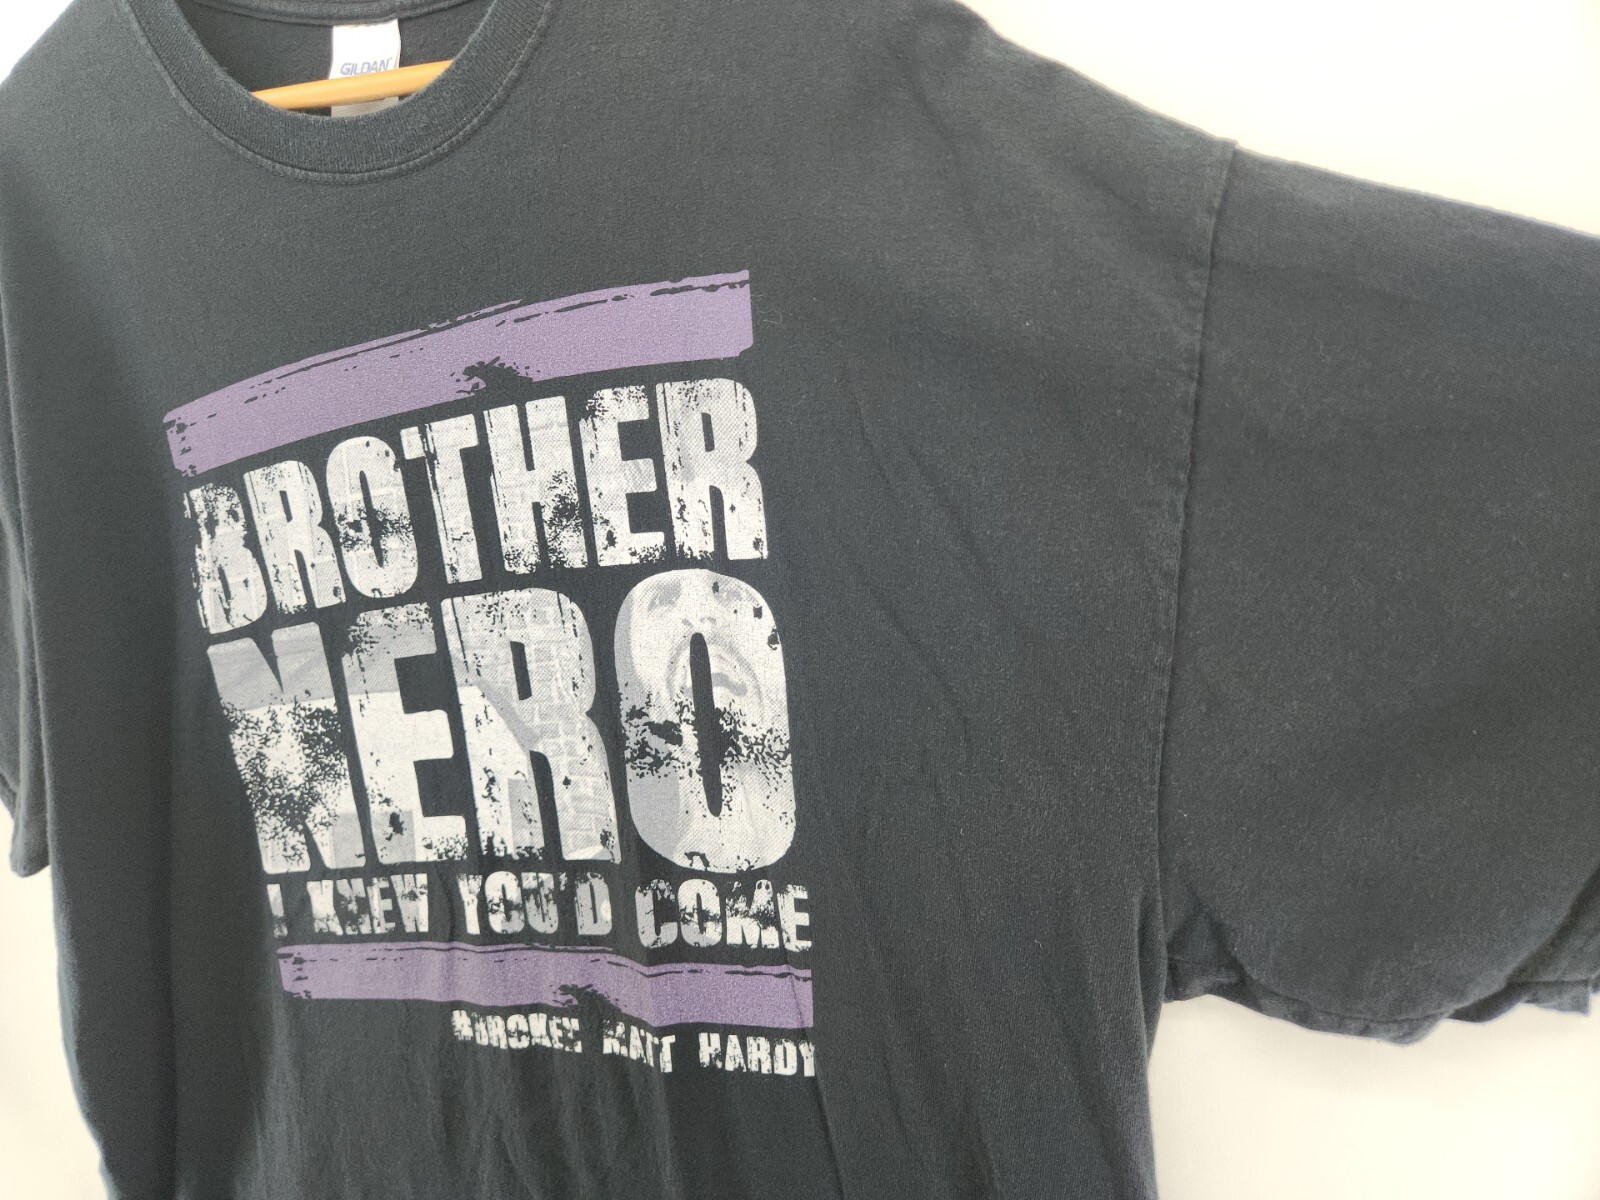 GILDAN
BROTHER
NERO
I KNEW YOU'D COME
#BROKEN MATT HARDY